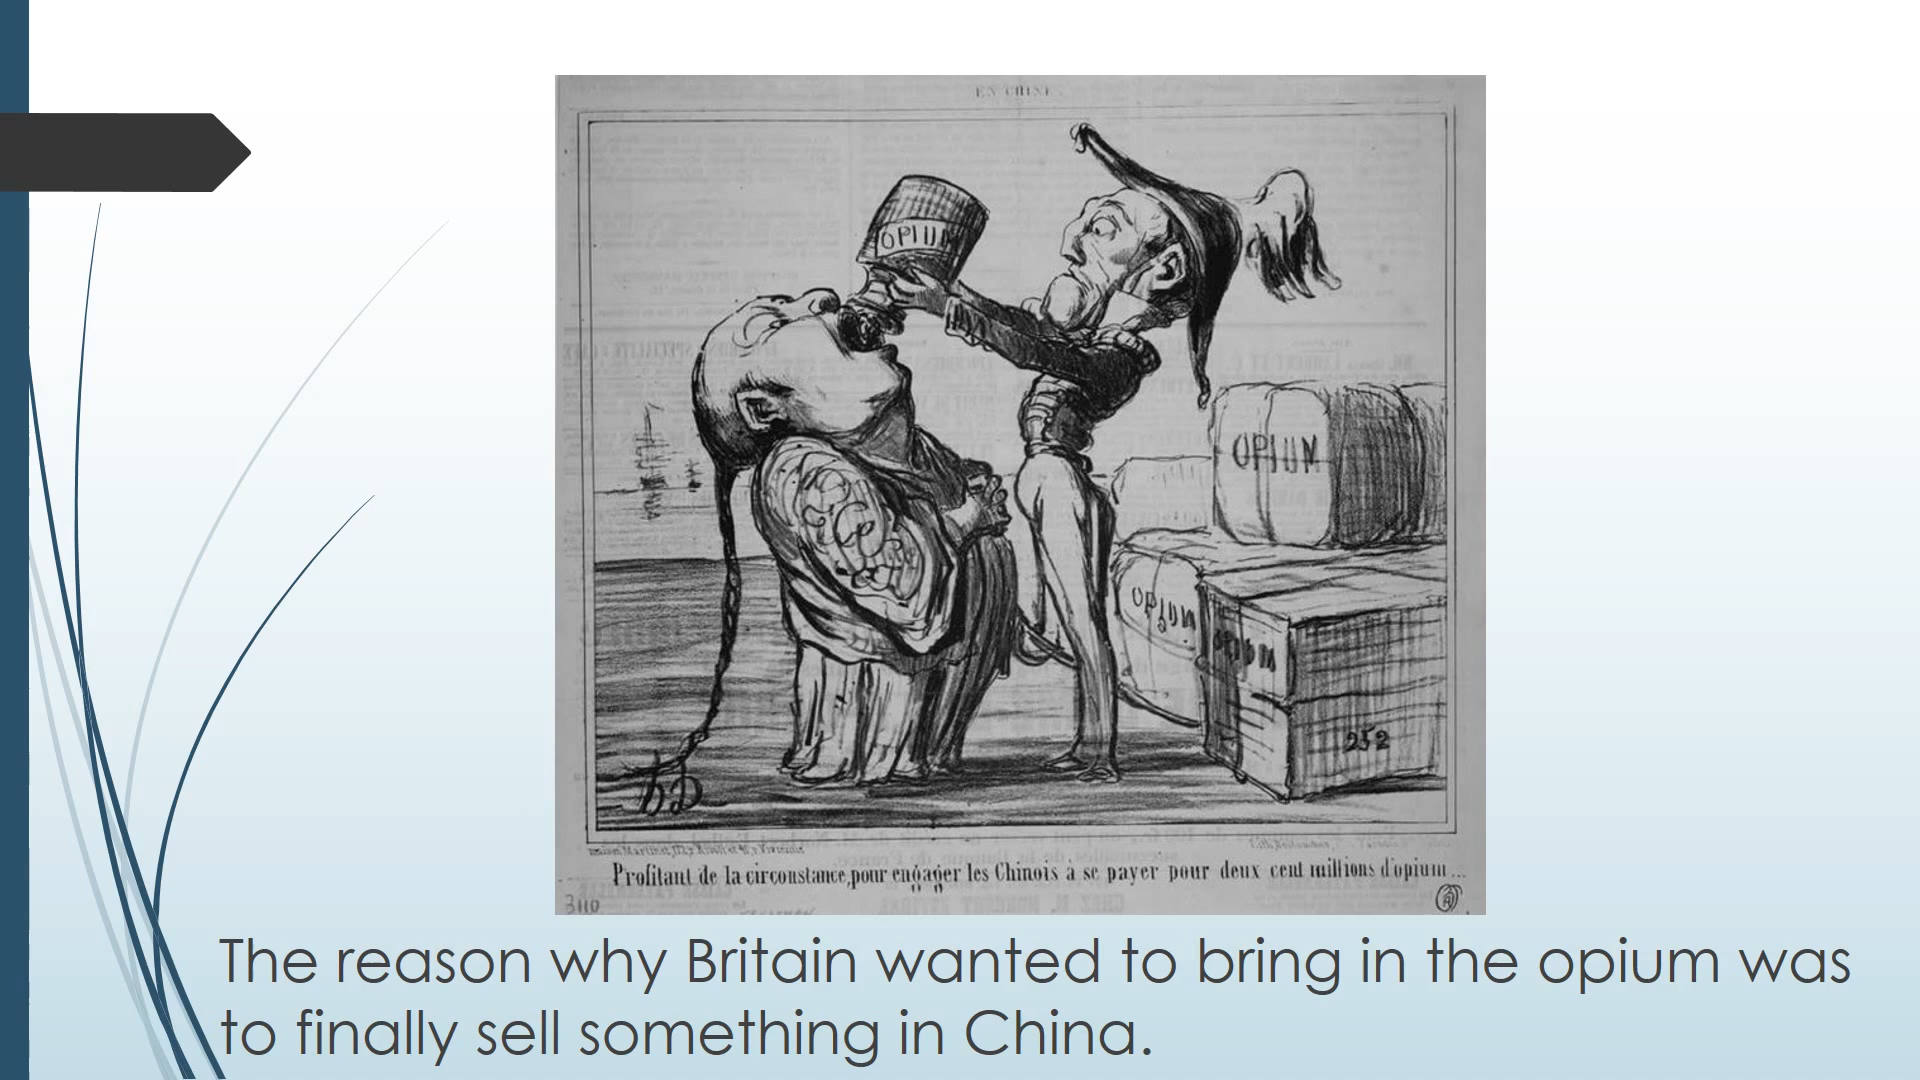 EN CHINE.
OPIUM
OPIUM
OPIUM
OPIUM
252
h.D
Profitant de la circonstance, pour engager les Chinois à se payer pour deux cent millions d'opium...
3110
The reason why Britain wanted to bring in the opium was
to finally sell something in China.